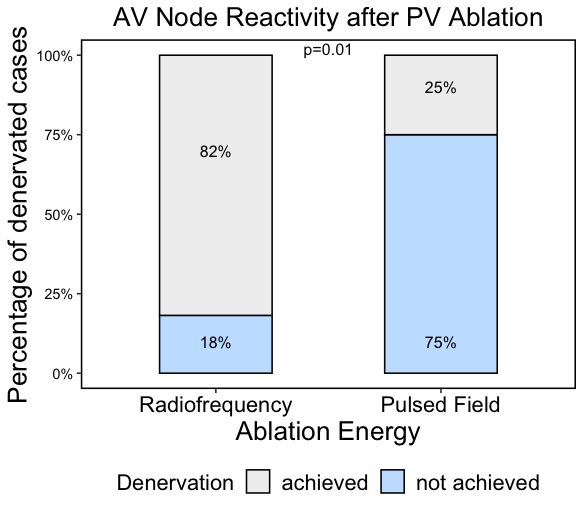 AV Node Reactivity after PV Ablation
Percentage of denervated cases
100%
75%
50%
25%
0%
p=0.01
82%
18%
25%
75%
Radiofrequency
Pulsed Field
Ablation Energy
Denervation achieved not achieved